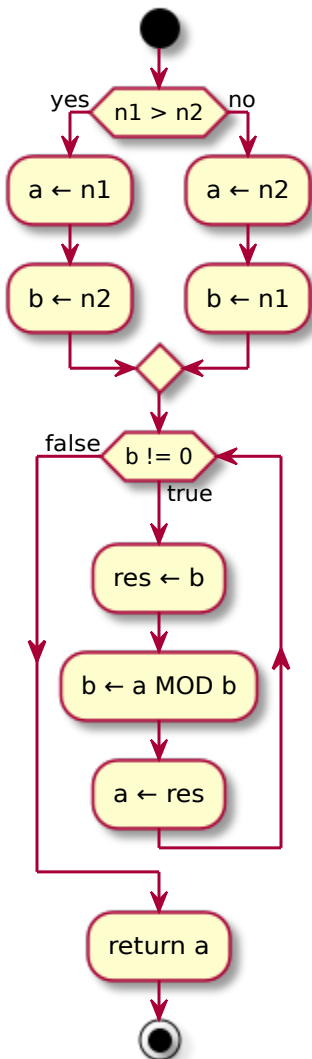 n1 > n2
yes
no
a ← n1
a ← n2
b ← n2
b ← n1
b != 0
false
true
res ← b
b ← a MOD b
a ← res
return a